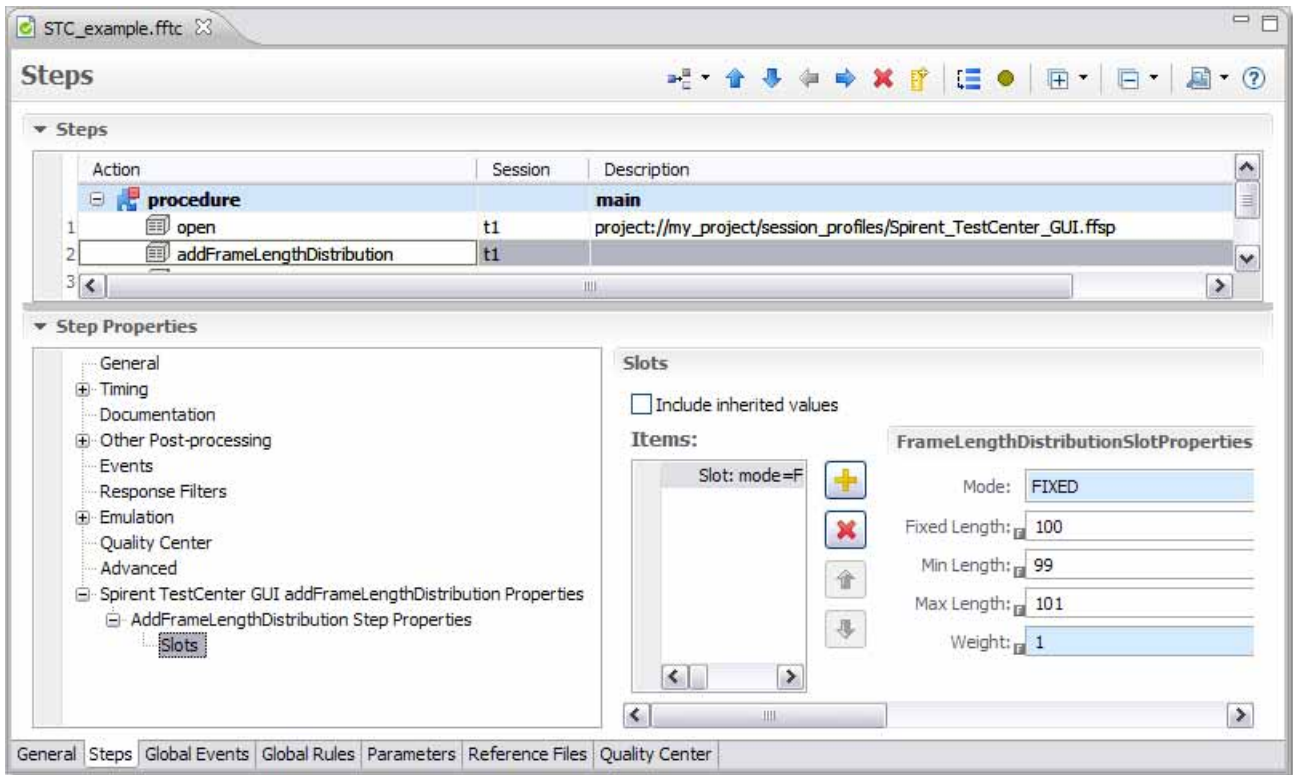 STC_example.fftc
Steps
Steps
Action Session Description
procedure main
1 open t1 project://my_project/session_profiles/Spirent_TestCenter_GUI.ffsp
2 addFrameLengthDistribution t1
3
Step Properties
General
Timing
Documentation
Other Post-processing
Events
Response Filters
Emulation
Quality Center
Advanced
Spirent TestCenter GUI addFrameLengthDistribution Properties
AddFrameLengthDistribution Step Properties
Slots
Slots
Include inherited values
Items:
Slot: mode=F
FrameLengthDistributionSlotProperties
Mode: FIXED
Fixed Length: 100
Min Length: 99
Max Length: 101
Weight: 1
General Steps Global Events Global Rules Parameters Reference Files Quality Center